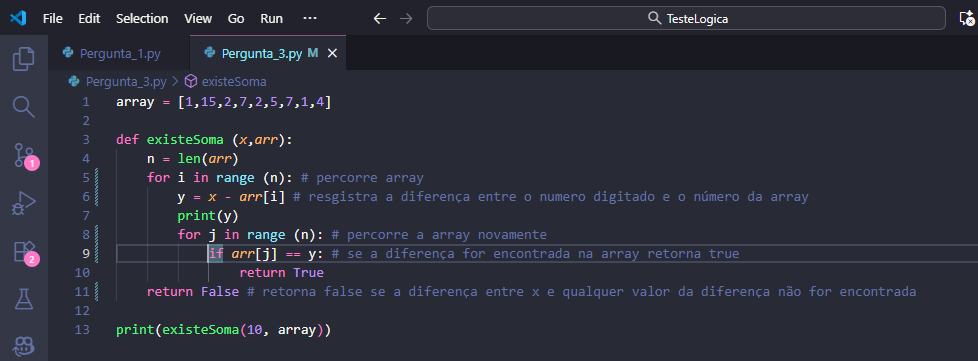 File Edit Selection View Go Run ··· TesteLogica
Pergunta_1.py Pergunta_3.py M
Pergunta_3.py > existeSoma
1 array = [1,15,2,7,2,5,7,1,4]
2
3 def existeSoma (x,arr):
4 n = len(arr)
5 for i in range (n): # percorre array
6 y = x - arr[i] # resgistra a diferença entre o numero digitado e o número da array
7 print(y)
8 for j in range (n): # percorre a array novamente
9 if arr[j] == y: # se a diferença for encontrada na array retorna true
10 return True
11 return False # retorna false se a diferença entre x e qualquer valor da diferença não for encontrada
12
13 print(existeSoma(10, array))
1
2